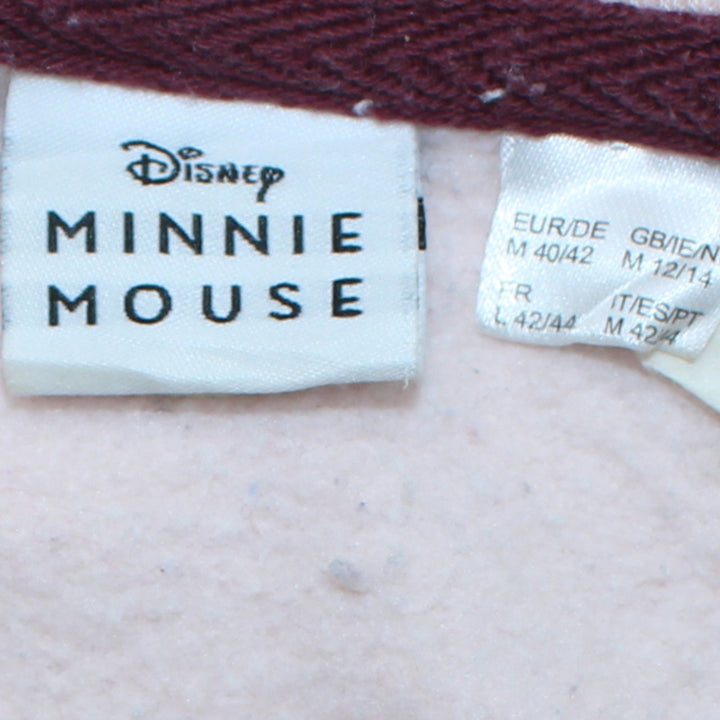 Disney
MINNIE
MOUSE
EUR/DE GB/IE/N
M 40/42 M 12/14
FR IT/ES/PT
L 42/44 M 42/4